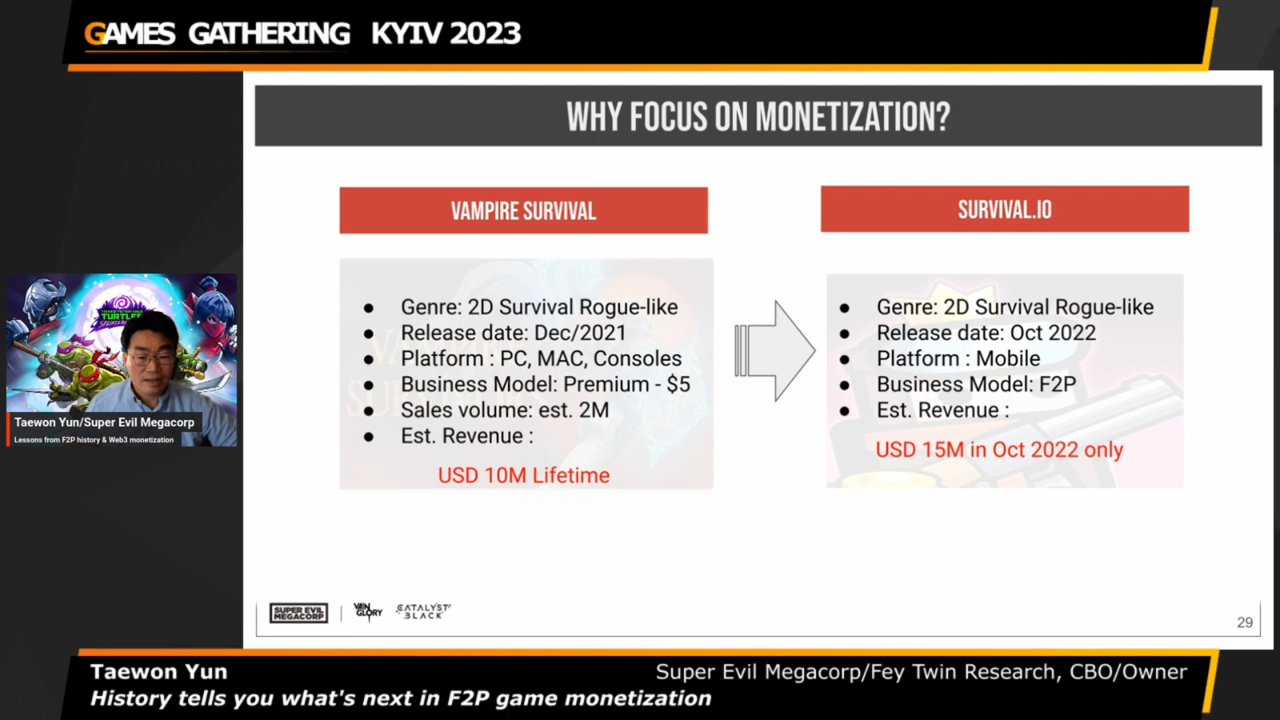 GAMES GATHERING KYIV 2023
WHY FOCUS ON MONETIZATION?
VAMPIRE SURVIVAL
● Genre: 2D Survival Rogue-like
● Release date: Dec/2021
● Platform : PC, MAC, Consoles
● Business Model: Premium - $5
● Sales volume: est. 2M
● Est. Revenue :
USD 10M Lifetime
SURVIVAL.IO
● Genre: 2D Survival Rogue-like
● Release date: Oct 2022
● Platform : Mobile
● Business Model: F2P
● Est. Revenue :
USD 15M in Oct 2022 only
Taewon Yun/Super Evil Megacorp
Lessons from F2P history & Web3 monetization
SUPER EVIL
MEGACORP
VAIN
GLORY
CATALYST
BLACK
29
Taewon Yun
Super Evil Megacorp/Fey Twin Research, CBO/Owner
History tells you what's next in F2P game monetization